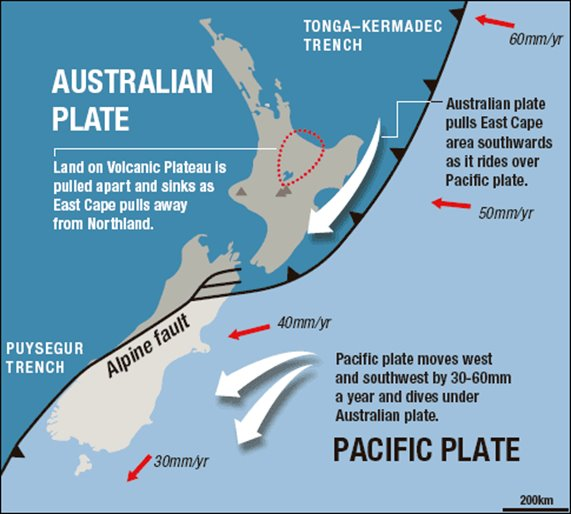 TONGA–KERMADEC
TRENCH
60mm/yr
AUSTRALIAN
PLATE
Australian plate
pulls East Cape
area southwards
as it rides over
Pacific plate.
Land on Volcanic Plateau is
pulled apart and sinks as
East Cape pulls away
from Northland.
50mm/yr
40mm/yr
Alpine fault
PUYSEGUR
TRENCH
Pacific plate moves west
and southwest by 30-60mm
a year and dives under
Australian plate.
PACIFIC PLATE
30mm/yr
200km